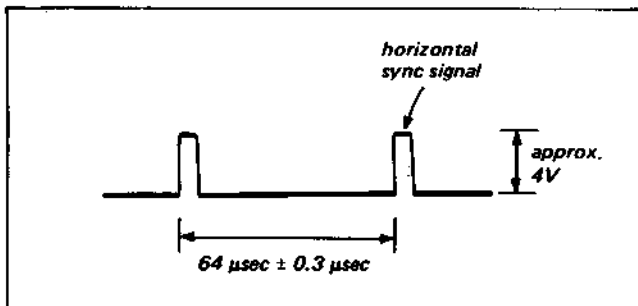 horizontal
sync signal
approx.
4V
64 μsec ± 0.3 μsec